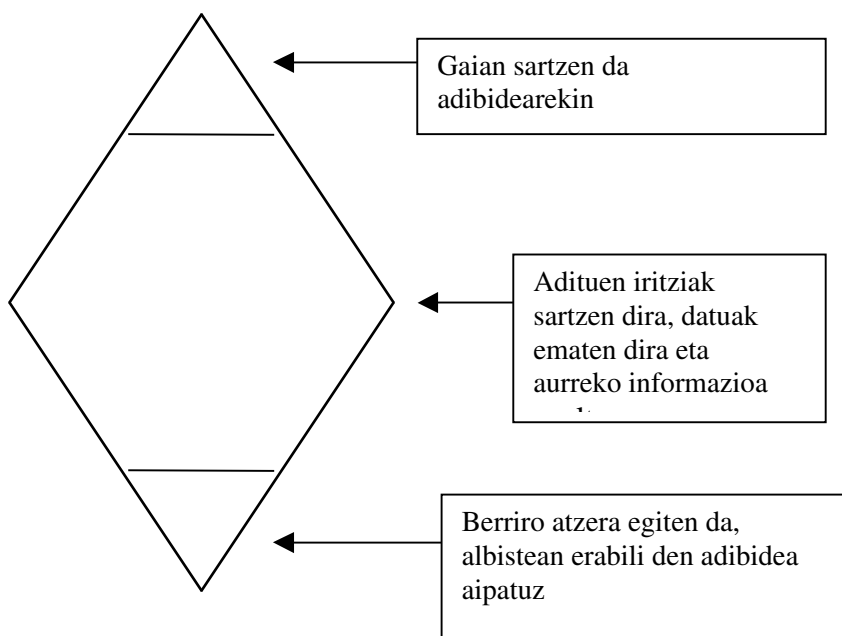 Gaian sartzen da
adibidearekin
Adituen iritziak
sartzen dira, datuak
ematen dira eta
aurreko informazioa
Berriro atzera egiten da,
albistean erabili den adibidea
aipatuz